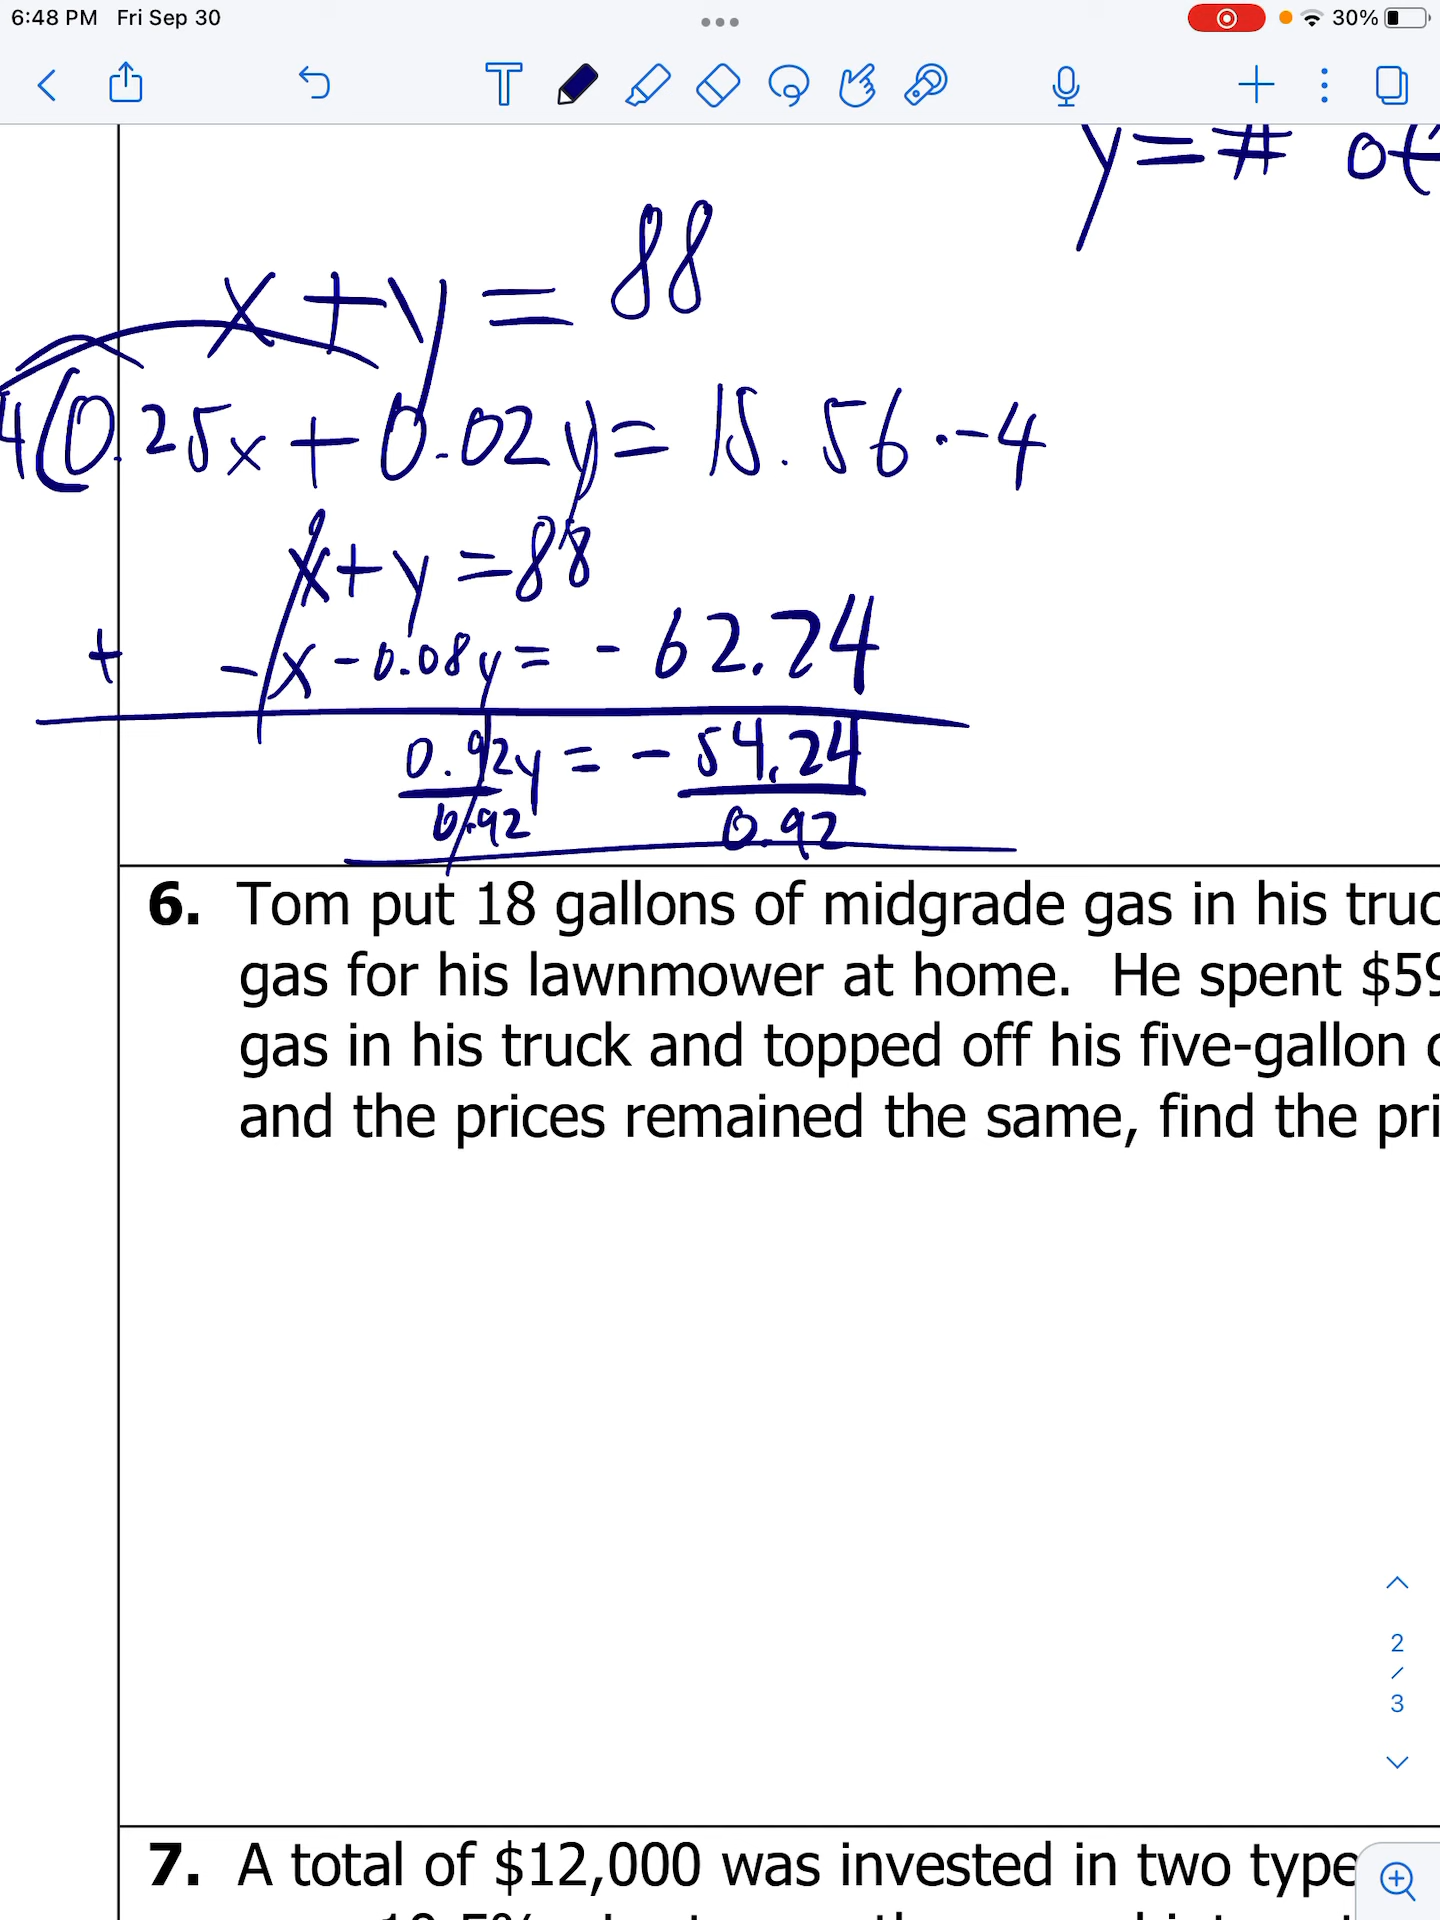 6:48 PM Fri Sep 30
30%
y = #
x + y = 88
4(0.25x + 0.02y) = 15.56 · -4
x + y = 88
+ -x - 0.08y = - 62.24
0.92y = - 54.24
0.92 0.92
6. Tom put 18 gallons of midgrade gas in his
gas for his lawnmower at home. He spent $59
gas in his truck and topped off his five-gallon
and the prices remained the same, find the
2
/
3
7. A total of $12,000 was invested in two